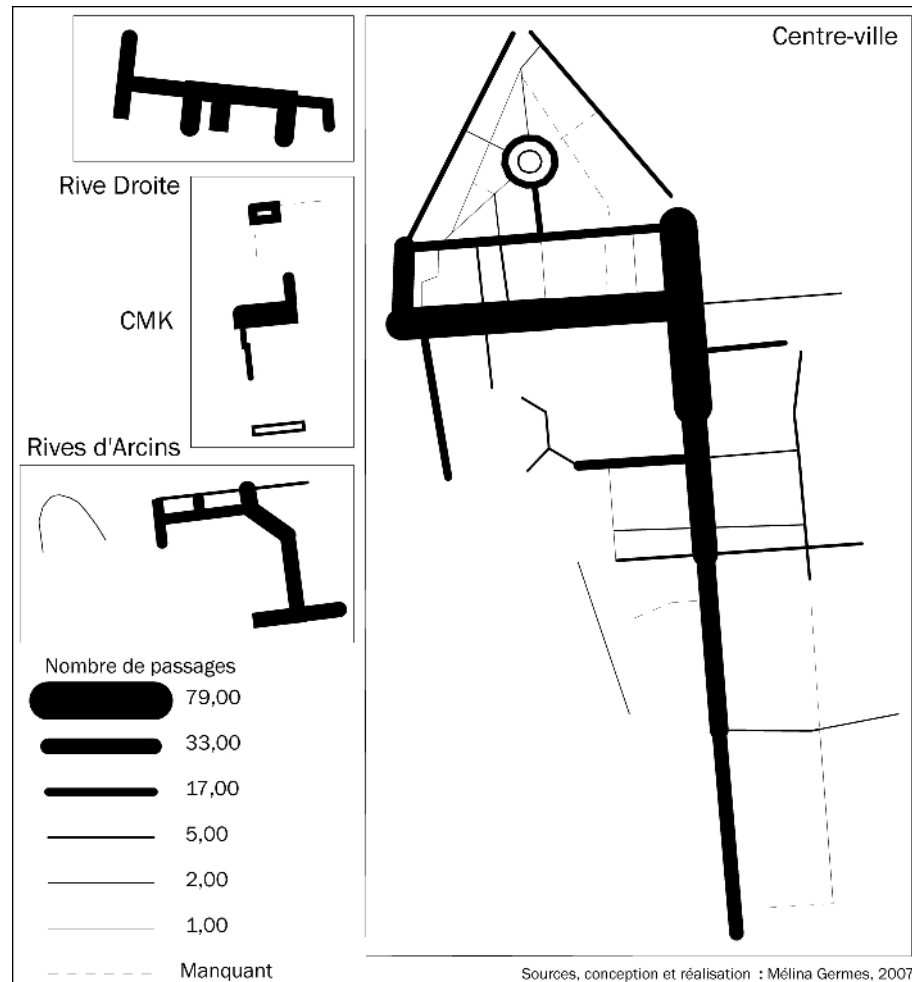 Centre-ville
Rive Droite
CMK
Rives d'Arcins
Nombre de passages
79,00
33,00
17,00
5,00
2,00
1,00
Manquant
Sources, conception et réalisation : Mélina Germes, 2007